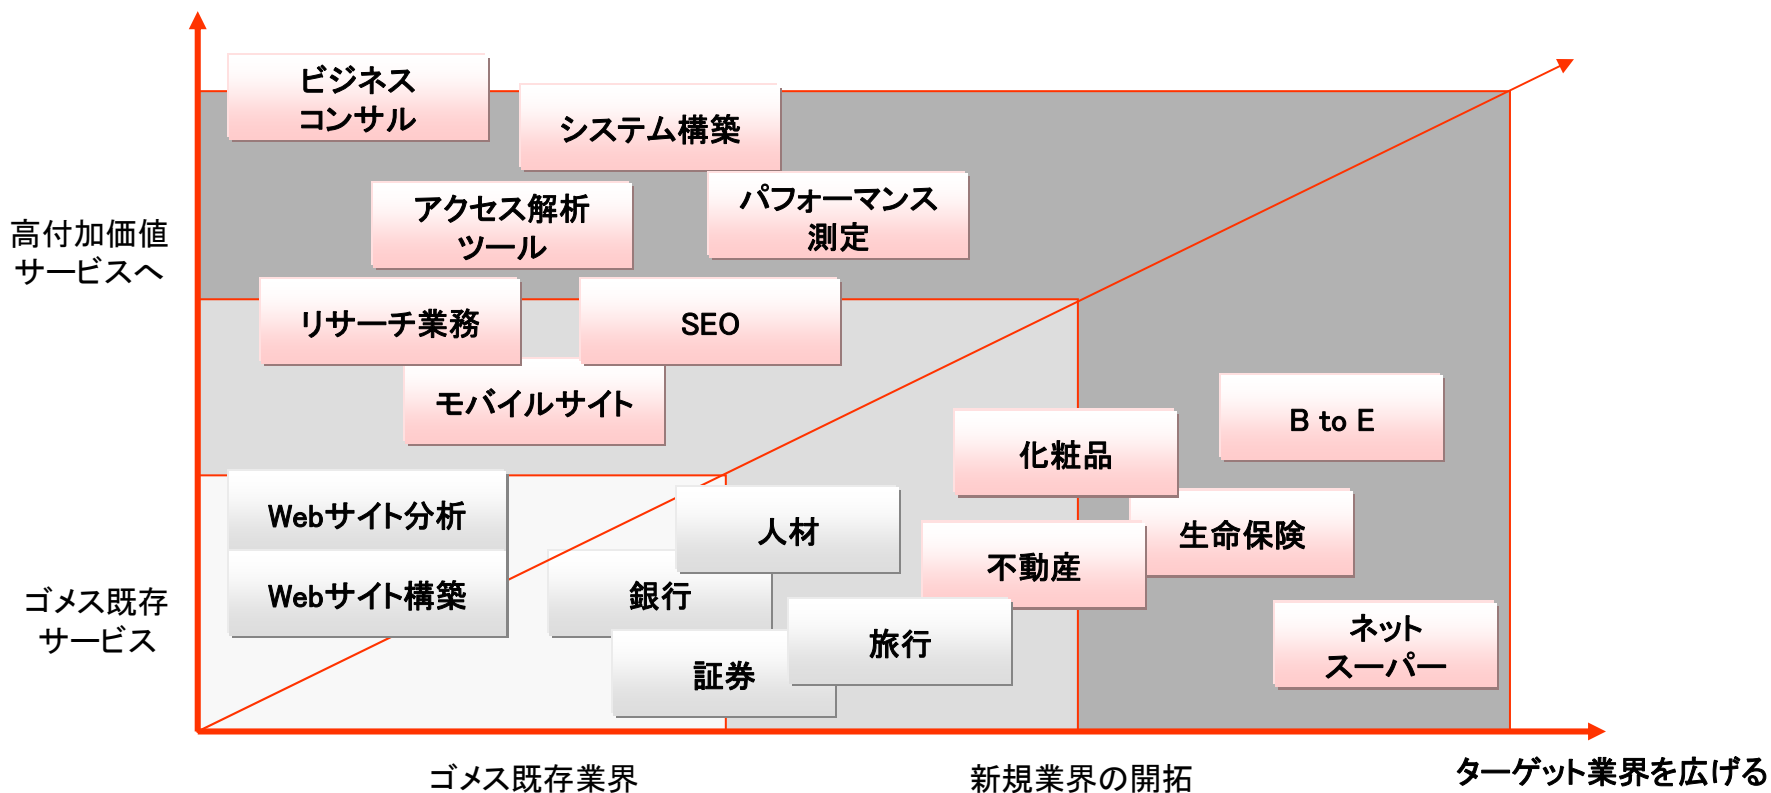 ビジネス
コンサル
システム構築
アクセス解析
ツール
パフォーマンス
測定
高付加価値
サービスへ
リサーチ業務
SEO
モバイルサイト
B to E
化粧品
Webサイト分析
人材
生命保険
不動産
Webサイト構築
銀行
ゴメス既存
サービス
旅行
ネット
スーパー
証券
ゴメス既存業界
新規業界の開拓
ターゲット業界を広げる